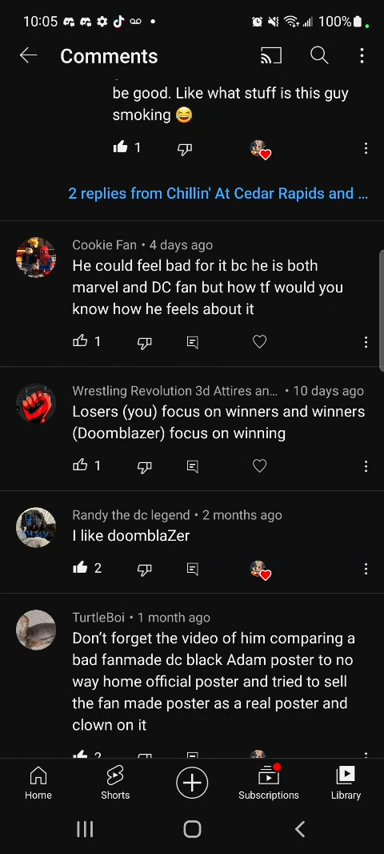 10:05 100%
Comments
be good. Like what stuff is this guy
smoking 😂
1
2 replies from Chillin' At Cedar Rapids and ...
Cookie Fan • 4 days ago
He could feel bad for it bc he is both
marvel and DC fan but how tf would you
know how he feels about it
1
Wrestling Revolution 3d Attires an... • 10 days ago
Losers (you) focus on winners and winners
(Doomblazer) focus on winning
1
Randy the dc legend • 2 months ago
I like doomblaZer
2
TurtleBoi • 1 month ago
Don't forget the video of him comparing a
bad fanmade dc black Adam poster to no
way home official poster and tried to sell
the fan made poster as a real poster and
clown on it
2
Home Shorts Subscriptions Library